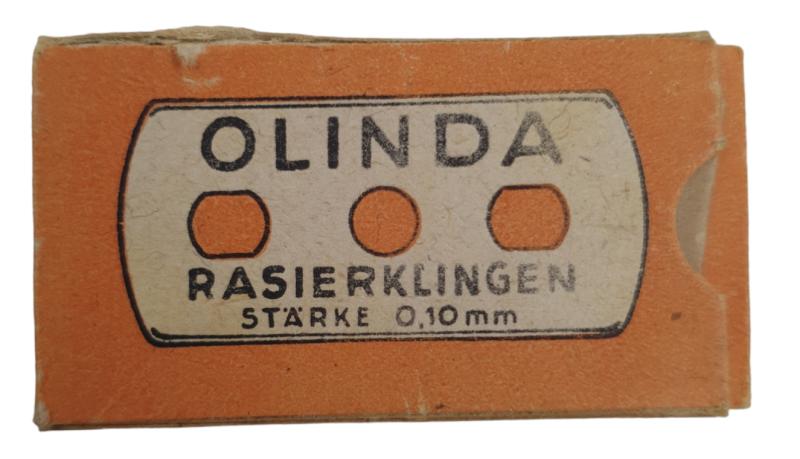 OLINDA
RASIERKLINGEN
STÄRKE 0,10mm